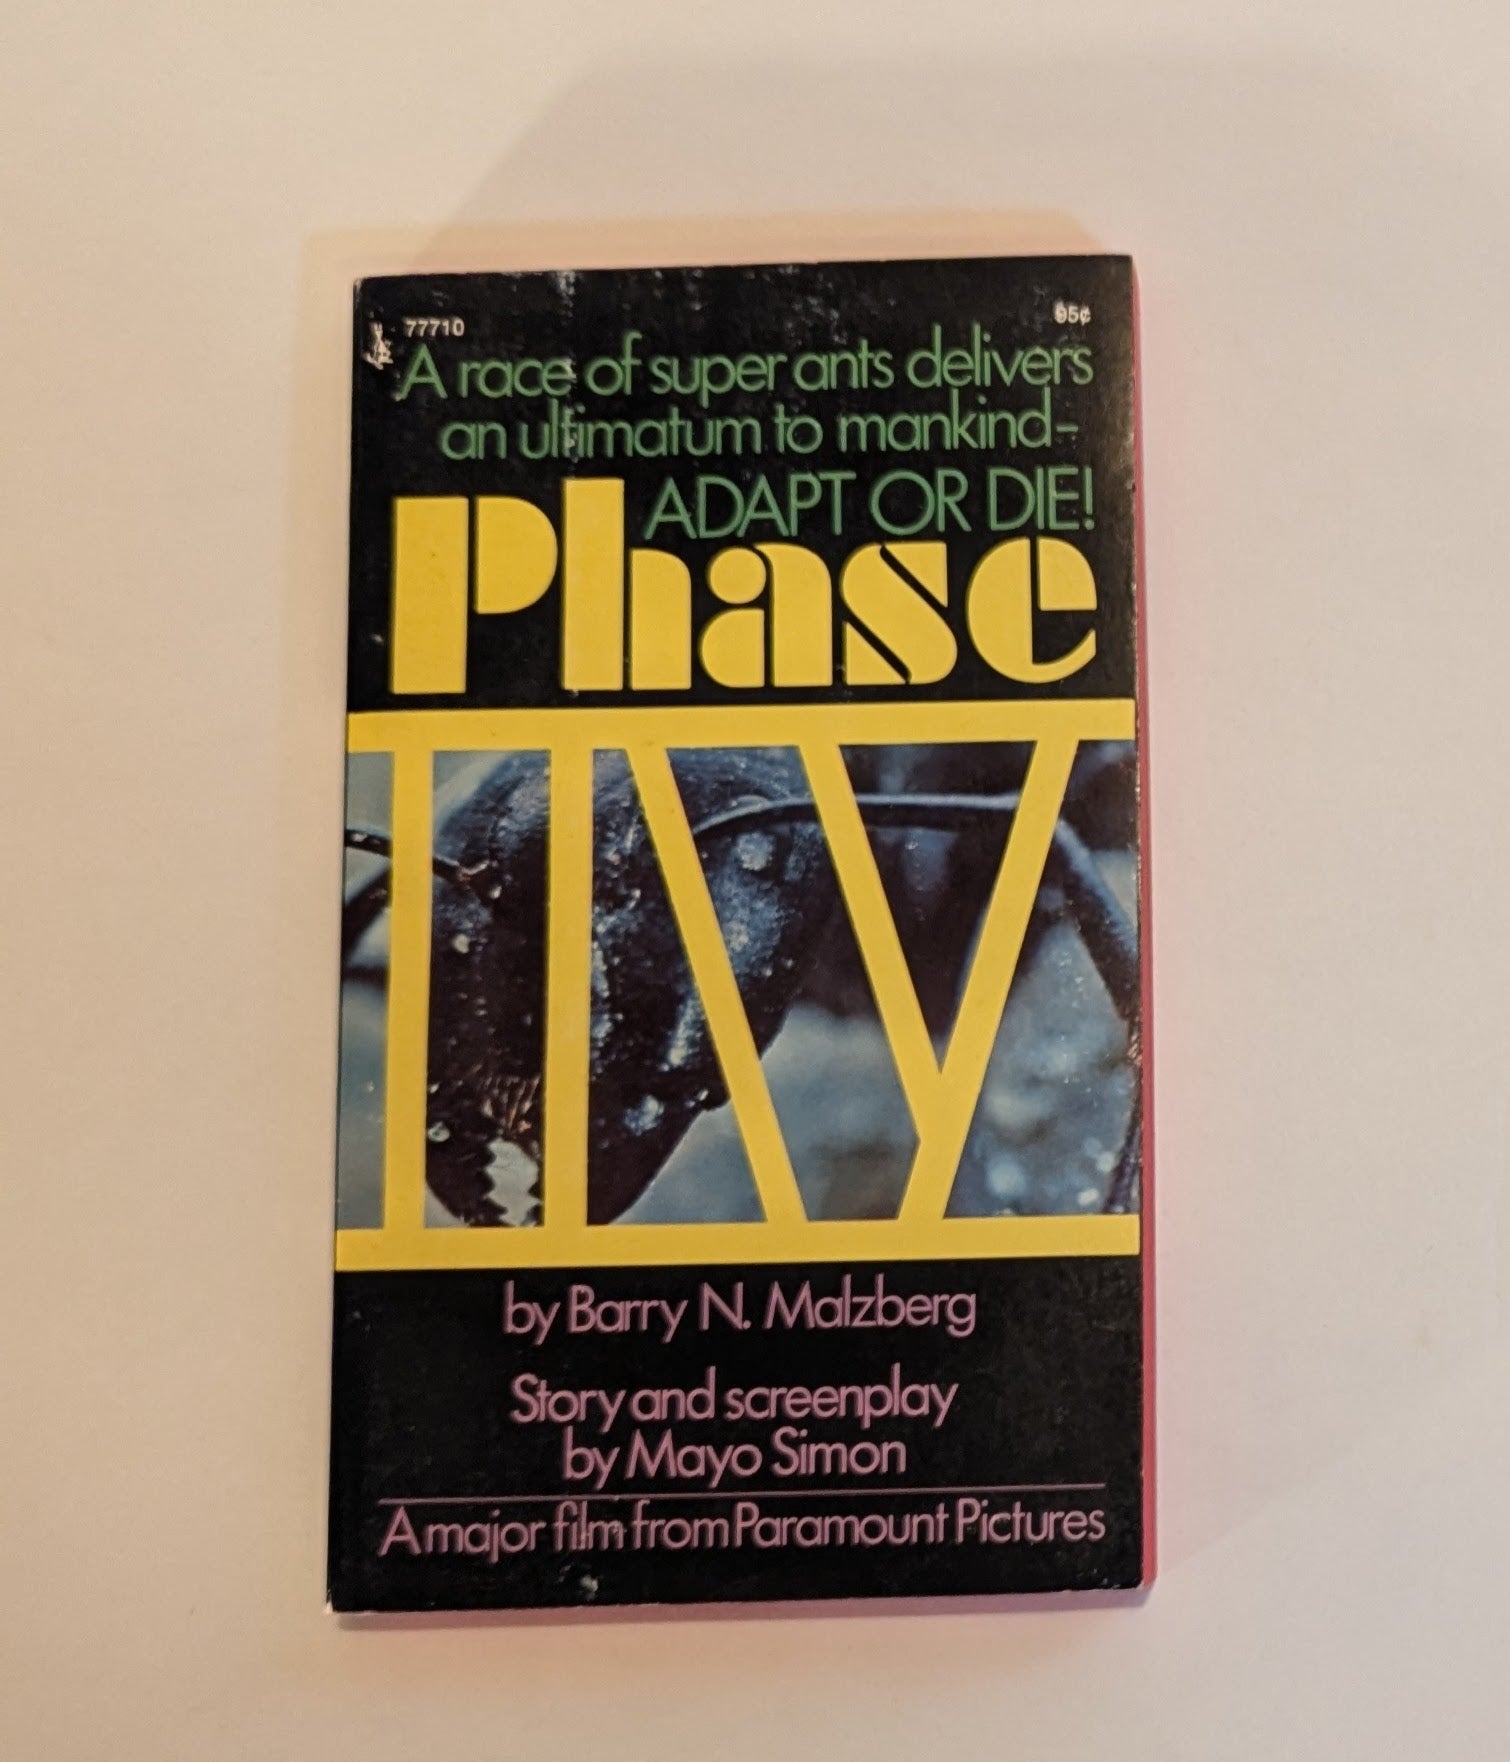 77710
95¢
A race of super ants delivers
an ultimatum to mankind-
ADAPT OR DIE!
Phase
IV
by Barry N. Malzberg
Story and screenplay
by Mayo Simon
A major film from Paramount Pictures